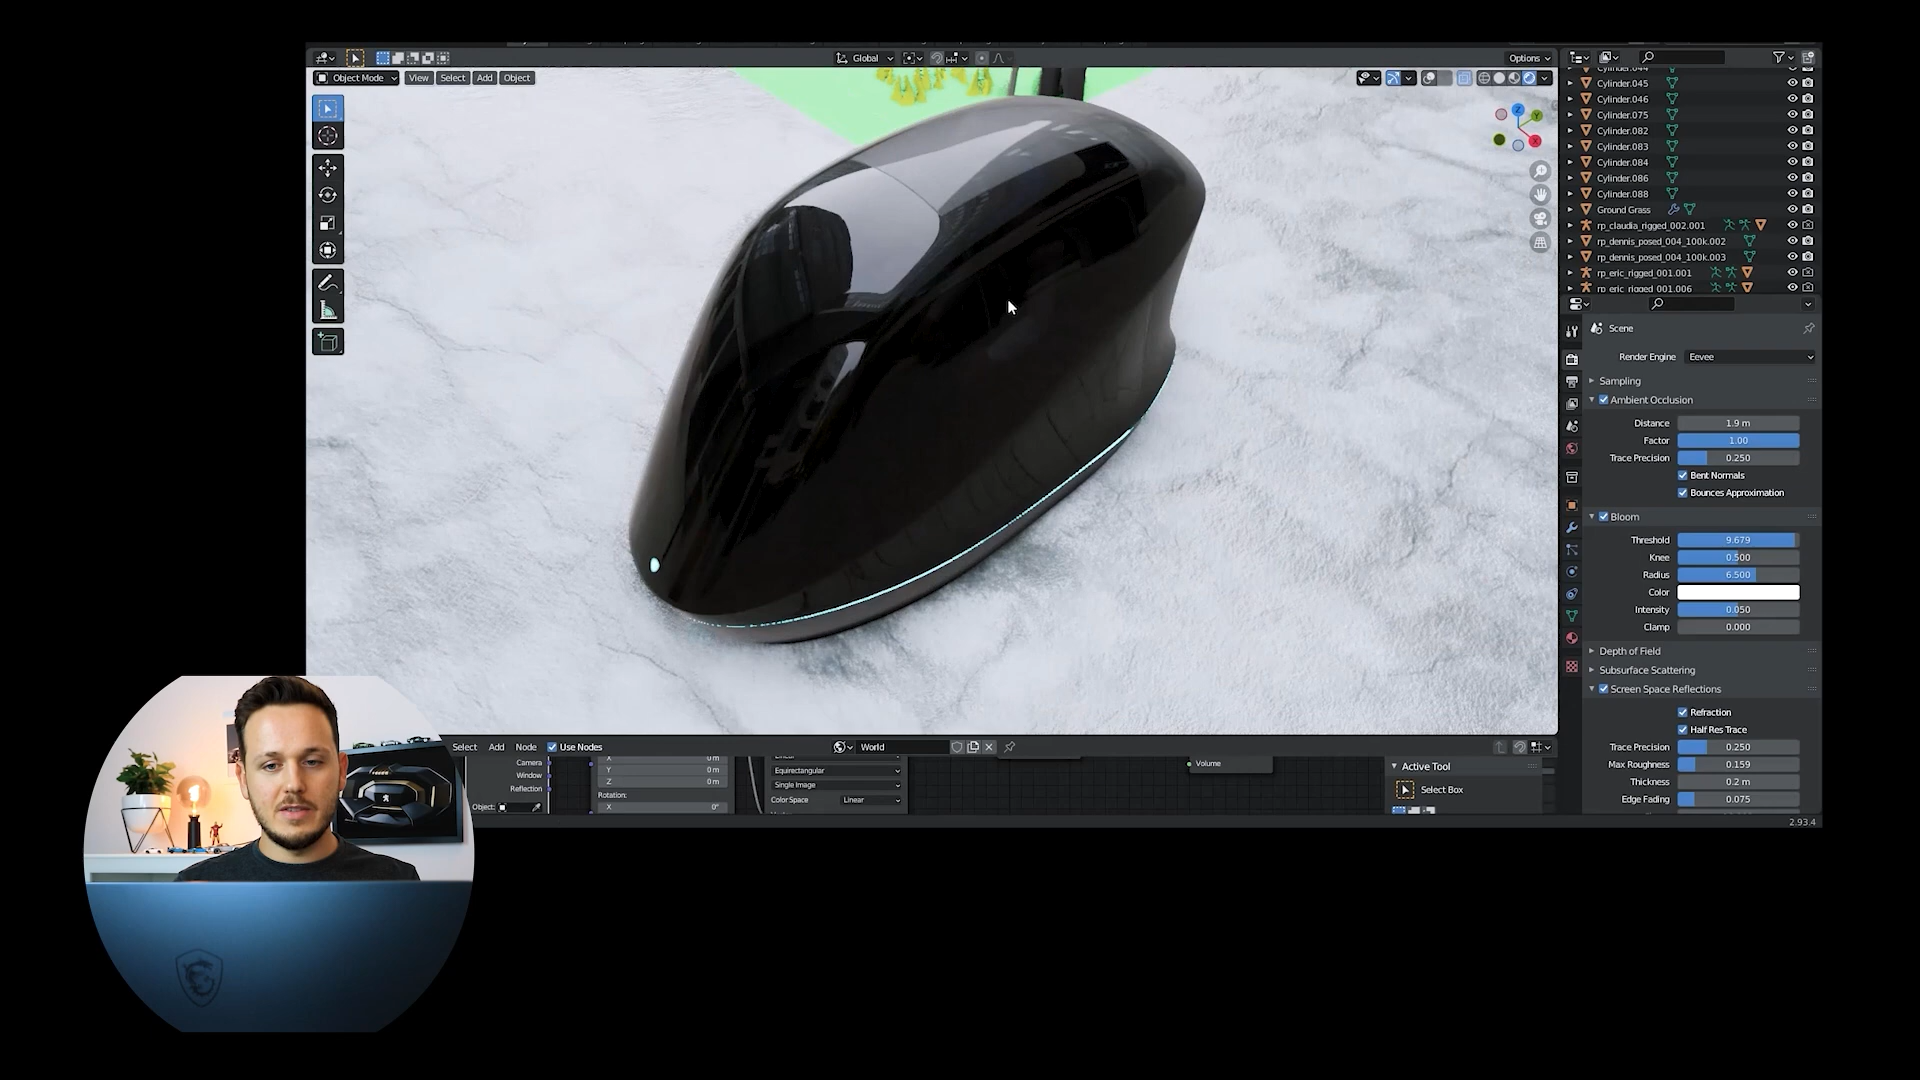 Global
Options
Object Mode
View
Select
Add
Object
Cylinder.044
Cylinder.045
Cylinder.046
Cylinder.075
Cylinder.082
Cylinder.083
Cylinder.084
Cylinder.086
Cylinder.088
Ground Grass
rp_claudia_rigged_002.001
rp_dennis_posed_004_100k.002
rp_dennis_posed_004_100k.003
rp_eric_rigged_001.001
rp_eric_rigged_001.006
Z
Y
X
Scene
Render Engine Eevee
Sampling
Ambient Occlusion
Distance 1.9 m
Factor 1.00
Trace Precision 0.250
Bent Normals
Bounces Approximation
Bloom
Threshold 9.679
Knee 0.500
Radius 6.500
Color
Intensity 0.050
Clamp 0.000
Depth of Field
Subsurface Scattering
Screen Space Reflections
Refraction
Half Res Trace
Trace Precision 0.250
Max Roughness 0.159
Thickness 0.2 m
Edge Fading 0.075
Select Add Node Use Nodes World
Camera
Window
Reflection
Object:
X 0 m
Y 0 m
Z 0 m
Rotation:
X 0°
Linear
Equirectangular
Single Image
Color Space Linear
Volume
Active Tool
Select Box
2.93.4